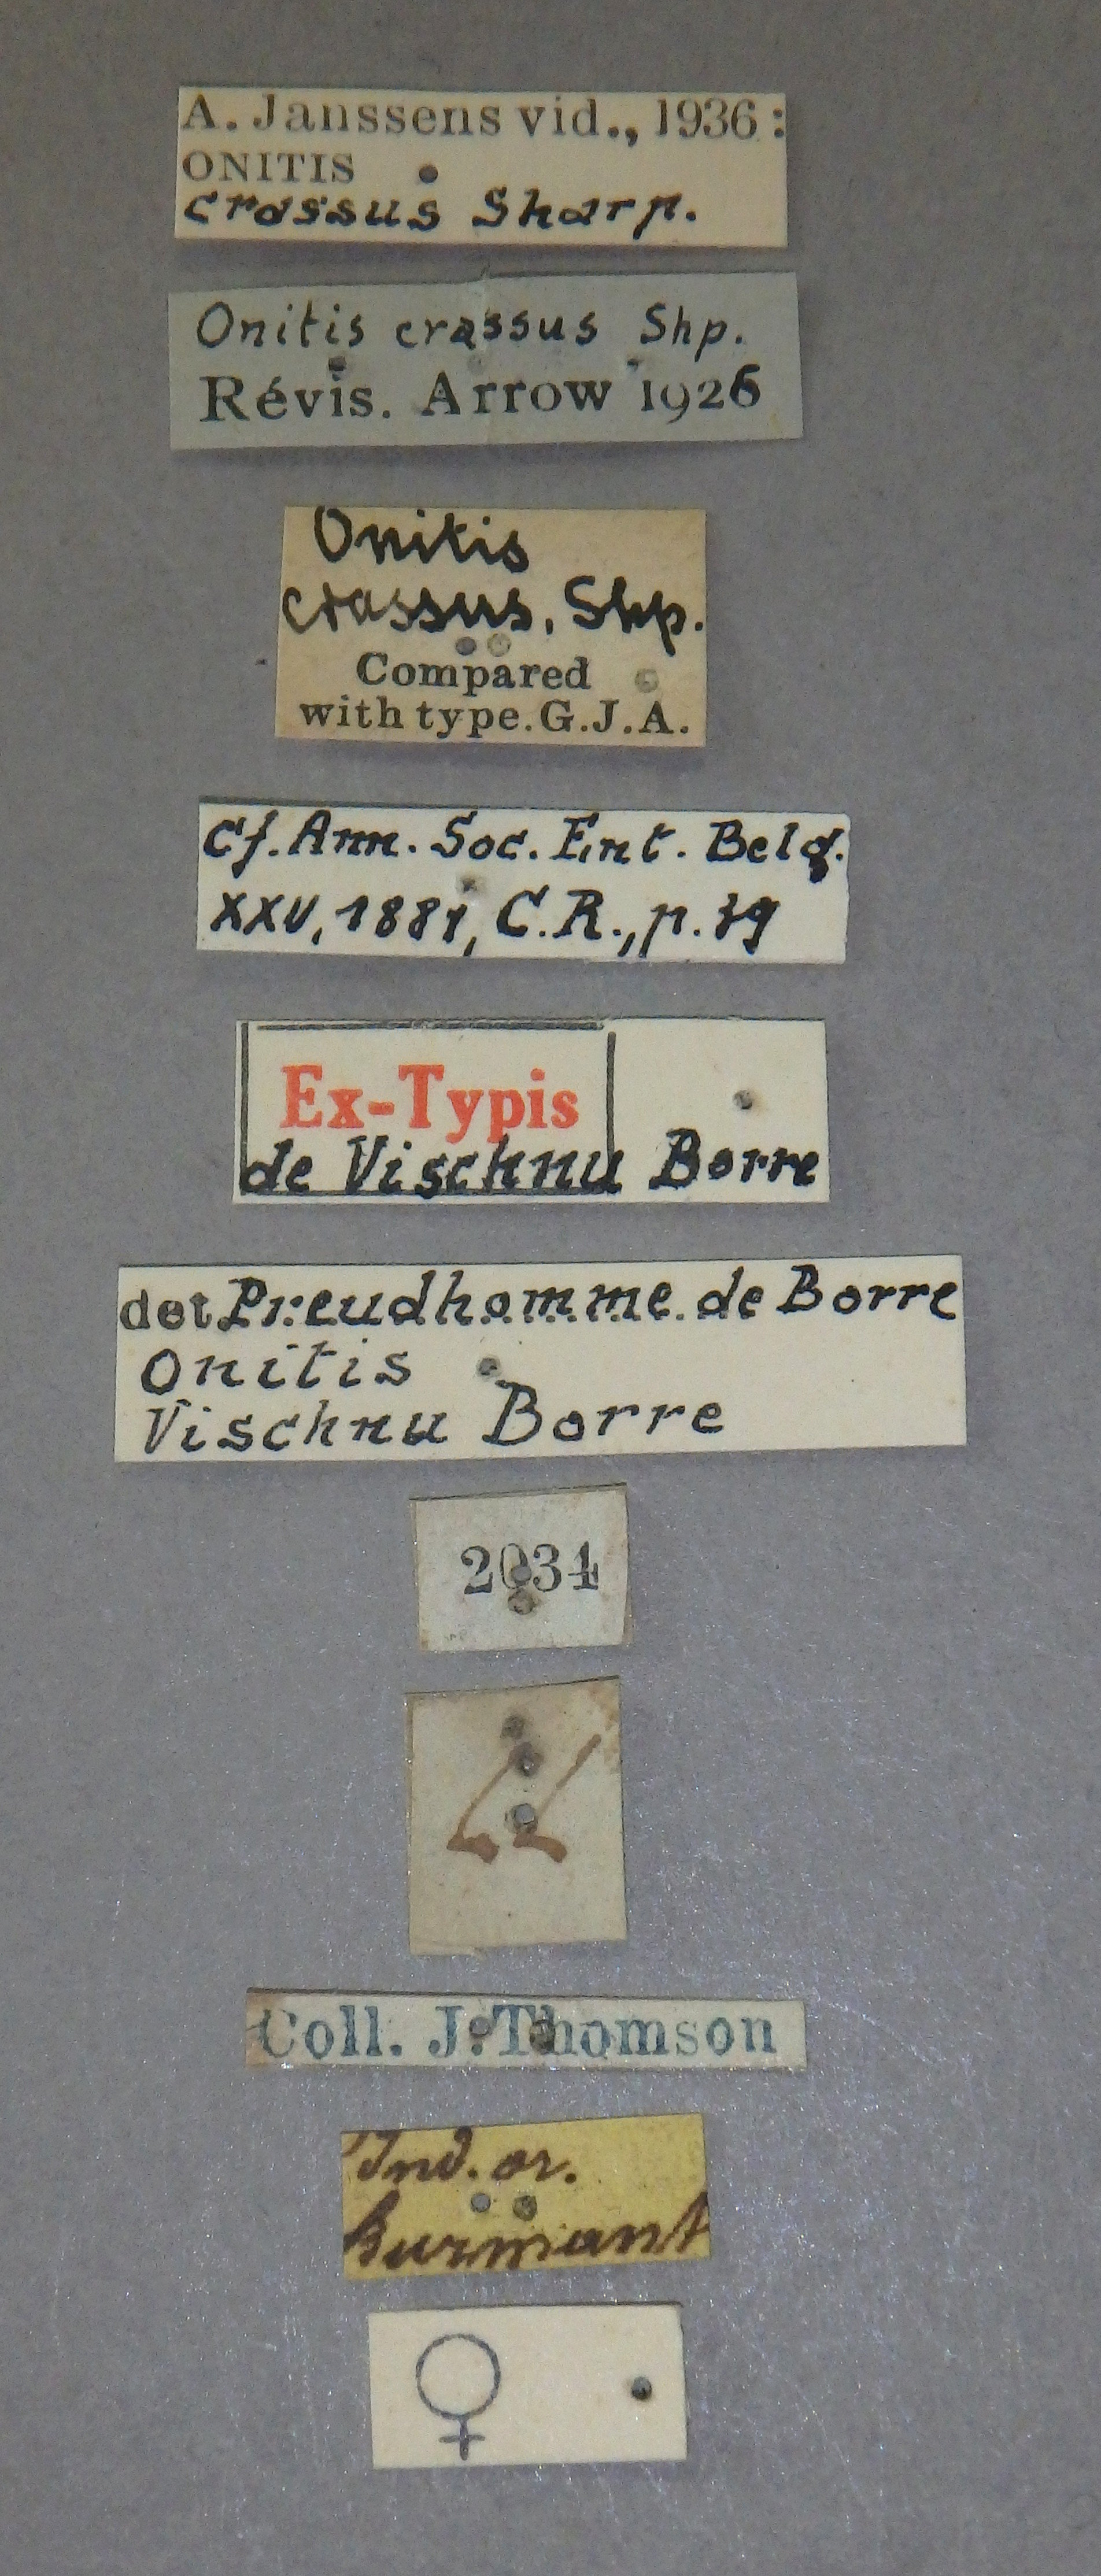 A. Janssens vid., 1936 :
ONITIS
crassus Sharp.
Onitis crassus Shp.
Révis. Arrow 1926
Onitis
crassus, Shp.
Compared
with type. G. J. A.
Cf. Ann. Soc. Ent. Belg.
XXV, 1881, C.R., p.
Ex-Typis
de Vischnu Borre
det Preudhomme de Borre
Onitis
Vischnu Borre
2034
Coll. J. Thomson
Ind. or.
♀